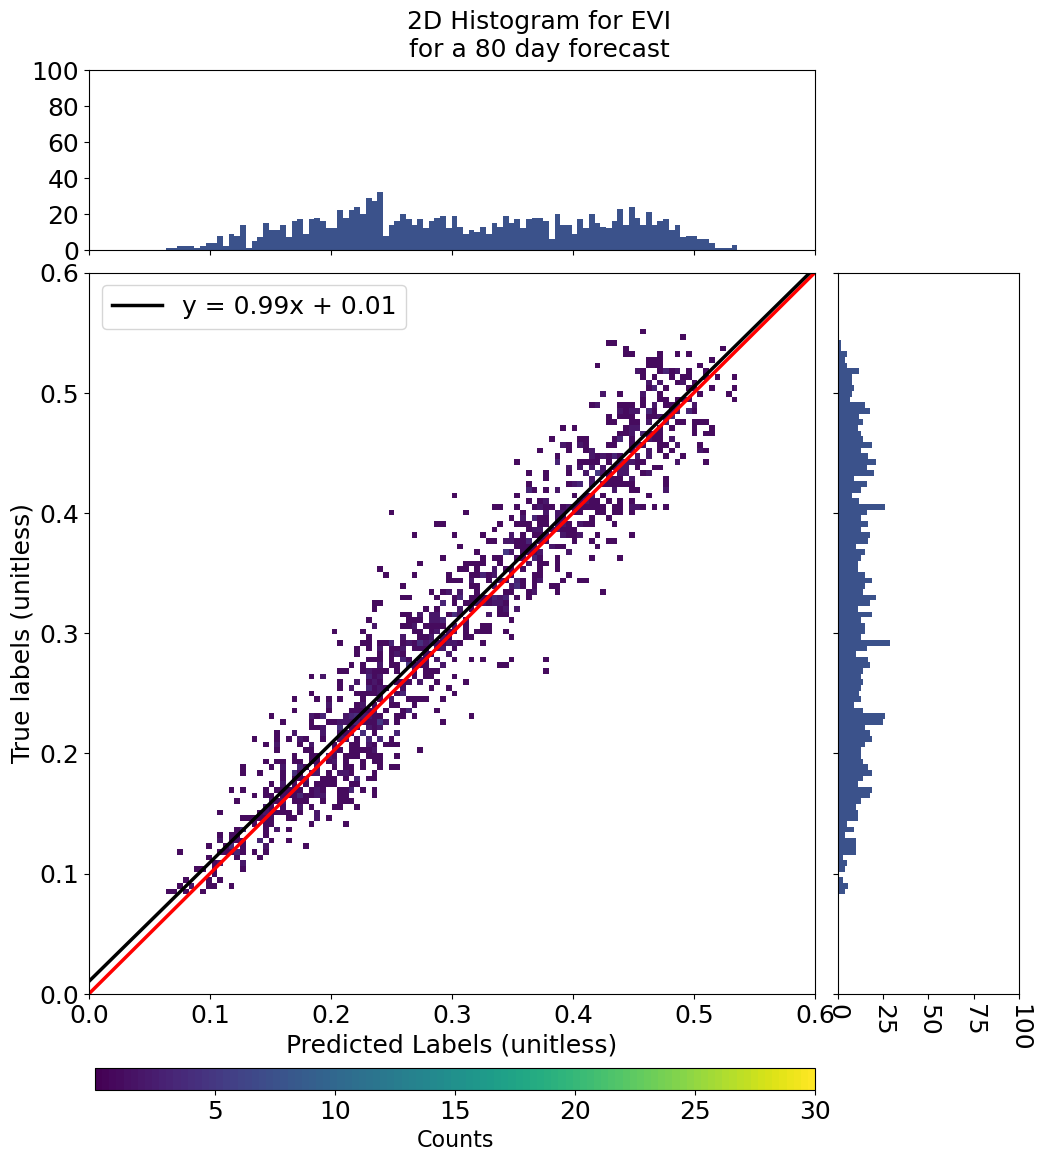 2D Histogram for EVI
for a 80 day forecast
100
80
60
40
20
0
0.6
0.5
0.4
0.3
0.2
0.1
0.0
True labels (unitless)
y = 0.99x + 0.01
0.0 0.1 0.2 0.3 0.4 0.5 0.6
Predicted Labels (unitless)
0 25 50 75 100
5 10 15 20 25 30
Counts